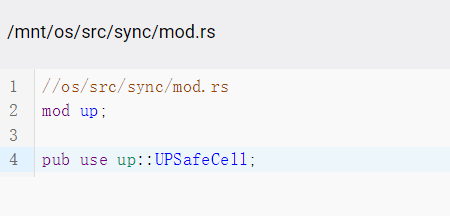 /mnt/os/src/sync/mod.rs
1 //os/src/sync/mod.rs
2 mod up;
3
4 pub use up::UPSafeCell;